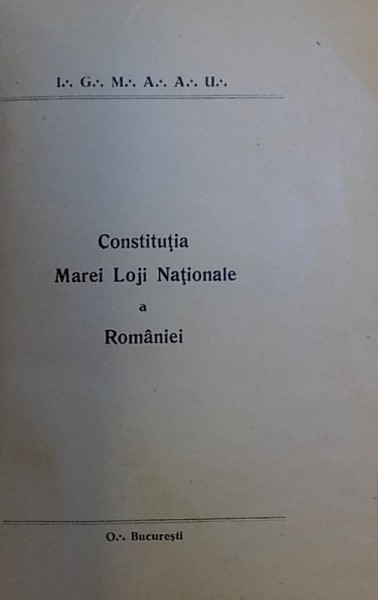 I.·. G.·. M.·. A.·. A.·. U.·.
Constituția
Marei Loji Naționale
a
României
O.·. București